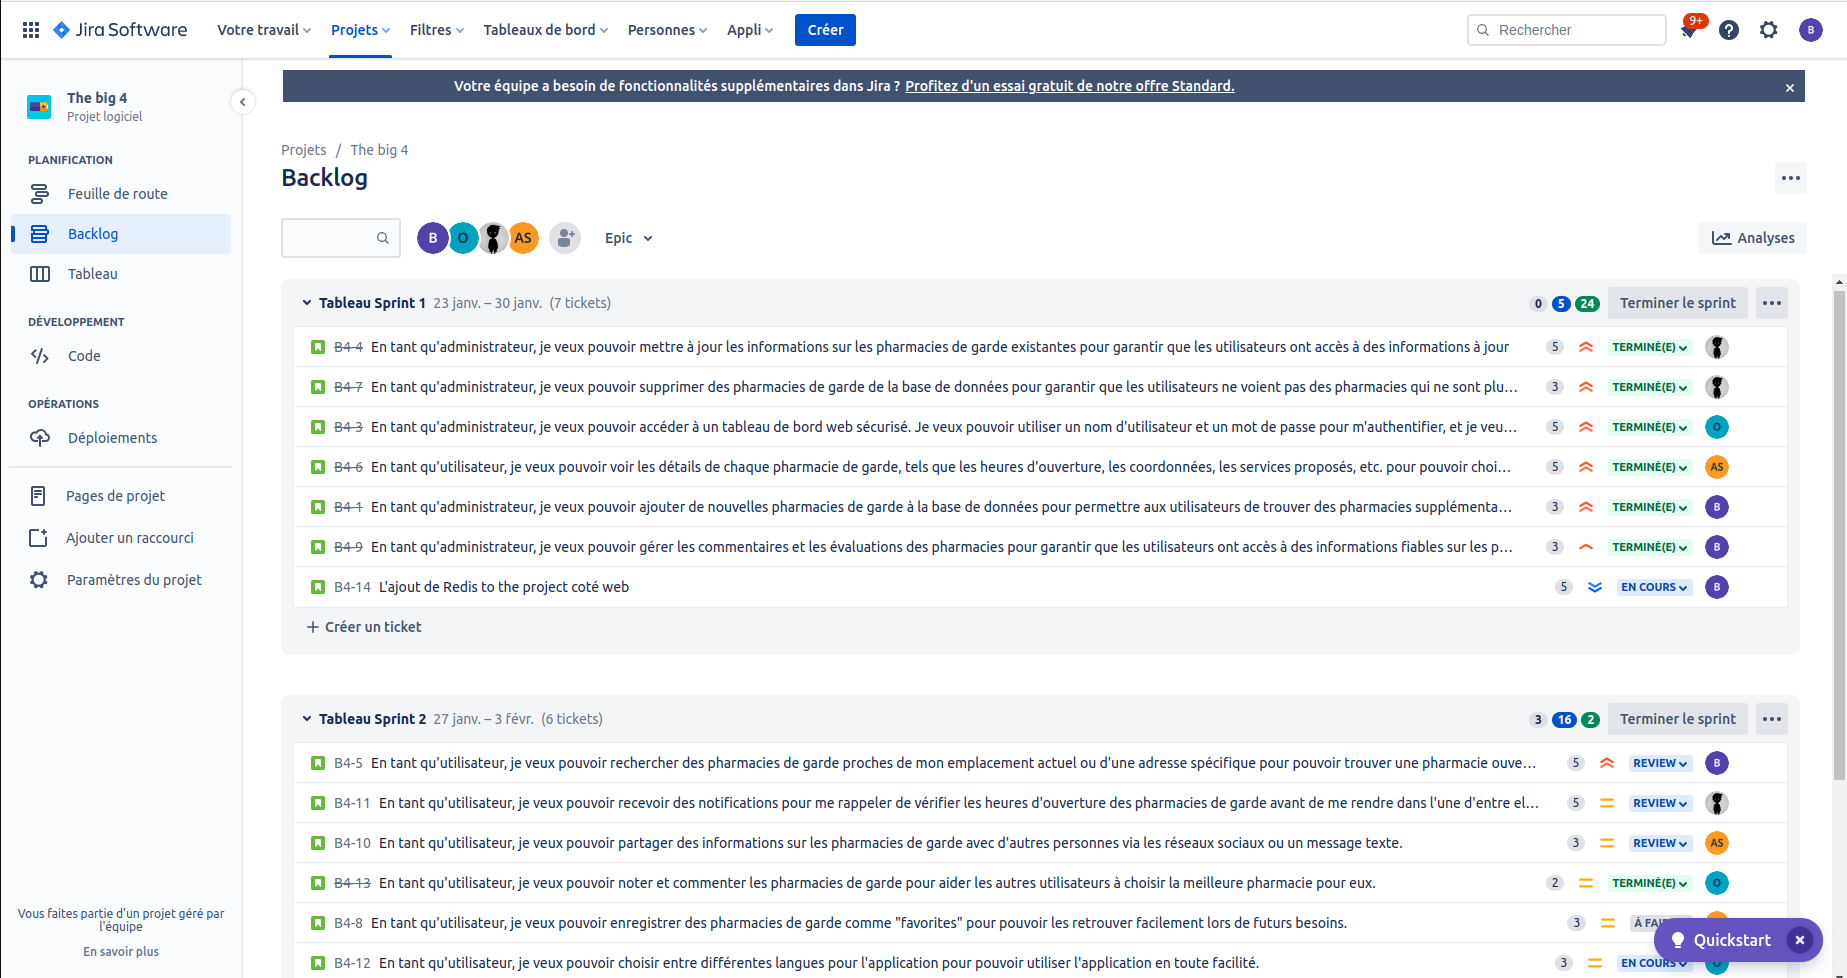 Jira Software Votre travail Projets Filtres Tableaux de bord Personnes Appli Créer Rechercher 9+ B
Votre équipe a besoin de fonctionnalités supplémentaires dans Jira ? Profitez d'un essai gratuit de notre offre Standard.
The big 4
Projet logiciel
PLANIFICATION
Feuille de route
Backlog
Tableau
DÉVELOPPEMENT
Code
OPÉRATIONS
Déploiements
Pages de projet
Ajouter un raccourci
Paramètres du projet
Vous faites partie d'un projet géré par
l'équipe
En savoir plus
Projets / The big 4
Backlog
B O AS Epic Analyses
Tableau Sprint 1 23 janv. – 30 janv. (7 tickets) 0 5 24 Terminer le sprint
B4-4 En tant qu'administrateur, je veux pouvoir mettre à jour les informations sur les pharmacies de garde existantes pour garantir que les utilisateurs ont accès à des informations à jour 5 TERMINÉ(E)
B4-7 En tant qu'administrateur, je veux pouvoir supprimer des pharmacies de garde de la base de données pour garantir que les utilisateurs ne voient pas des pharmacies qui ne sont plu... 3 TERMINÉ(E)
B4-3 En tant qu'administrateur, je veux pouvoir accéder à un tableau de bord web sécurisé. Je veux pouvoir utiliser un nom d'utilisateur et un mot de passe pour m'authentifier, et je veu... 5 TERMINÉ(E) O
B4-6 En tant qu'utilisateur, je veux pouvoir voir les détails de chaque pharmacie de garde, tels que les heures d'ouverture, les coordonnées, les services proposés, etc. pour pouvoir choi... 5 TERMINÉ(E) AS
B4-1 En tant qu'administrateur, je veux pouvoir ajouter de nouvelles pharmacies de garde à la base de données pour permettre aux utilisateurs de trouver des pharmacies supplémenta... 3 TERMINÉ(E) B
B4-9 En tant qu'administrateur, je veux pouvoir gérer les commentaires et les évaluations des pharmacies pour garantir que les utilisateurs ont accès à des informations fiables sur les p... 3 TERMINÉ(E) B
B4-14 L'ajout de Redis to the project coté web 5 EN COURS B
Créer un ticket
Tableau Sprint 2 27 janv. – 3 févr. (6 tickets) 3 16 2 Terminer le sprint
B4-5 En tant qu'utilisateur, je veux pouvoir rechercher des pharmacies de garde proches de mon emplacement actuel ou d'une adresse spécifique pour pouvoir trouver une pharmacie ouve... 5 REVIEW B
B4-11 En tant qu'utilisateur, je veux pouvoir recevoir des notifications pour me rappeler de vérifier les heures d'ouverture des pharmacies de garde avant de me rendre dans l'une d'entre el... 5 REVIEW
B4-10 En tant qu'utilisateur, je veux pouvoir partager des informations sur les pharmacies de garde avec d'autres personnes via les réseaux sociaux ou un message texte. 3 REVIEW AS
B4-13 En tant qu'utilisateur, je veux pouvoir noter et commenter les pharmacies de garde pour aider les autres utilisateurs à choisir la meilleure pharmacie pour eux. 2 TERMINÉ(E) O
B4-8 En tant qu'utilisateur, je veux pouvoir enregistrer des pharmacies de garde comme "favorites" pour pouvoir les retrouver facilement lors de futurs besoins. 3 À
Quickstart
B4-12 En tant qu'utilisateur, je veux pouvoir choisir entre différentes langues pour l'application pour pouvoir utiliser l'application en toute facilité. 3 EN COURS